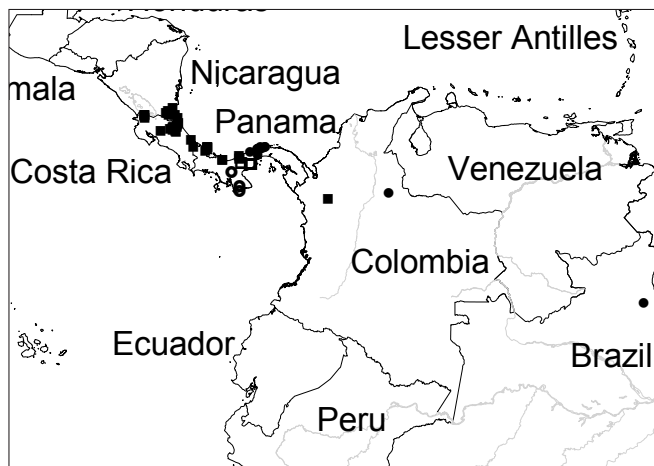 Lesser Antilles
Nicaragua
mala
Panama
Costa Rica
Venezuela
Colombia
Ecuador
Brazil
Peru